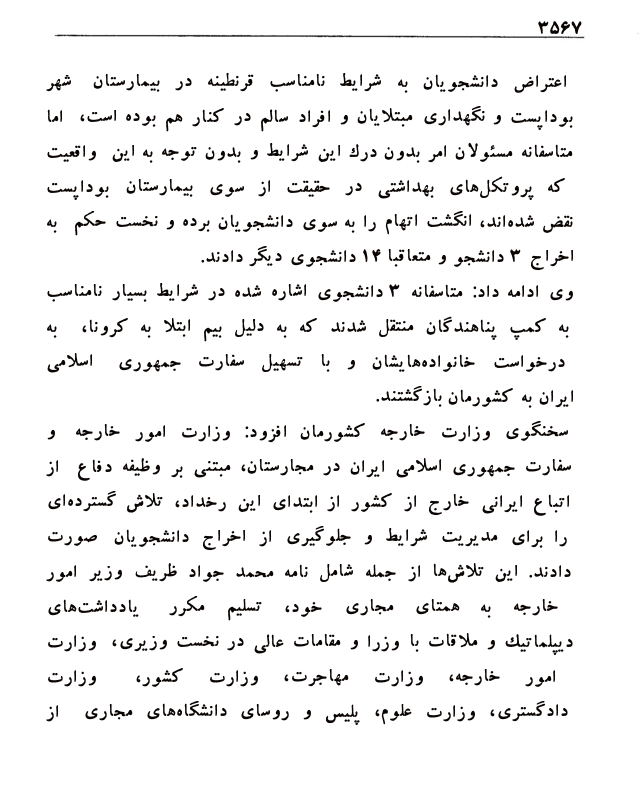 ۳۵۶۷
اعتراض دانشجویان به شرایط نامناسب قرنطینه در بیمارستان شهر
بوداپست و نگهداری مبتلایان و افراد سالم در کنار هم بوده است، اما
متاسفانه مسئولان امر بدون درك این شرایط و بدون توجه به این واقعیت
که پروتکل‌های بهداشتی در حقیقت از سوی بیمارستان بوداپست
نقض شده‌اند، انگشت اتهام را به سوی دانشجویان برده و نخست حکم به
اخراج ۳ دانشجو و متعاقبا ۱۴ دانشجوی دیگر دادند.
وی ادامه داد: متاسفانه ۳ دانشجوی اشاره شده در شرایط بسیار نامناسب
به کمپ پناهندگان منتقل شدند که به دلیل بیم ابتلا به کرونا، به
درخواست خانواده‌هایشان و با تسهیل سفارت جمهوری اسلامی
ایران به کشورمان بازگشتند.
سخنگوی وزارت خارجه کشورمان افزود: وزارت امور خارجه و
سفارت جمهوری اسلامی ایران در مجارستان، مبتنی بر وظیفه دفاع از
اتباع ایرانی خارج از کشور از ابتدای این رخداد، تلاش گسترده‌ای
را برای مدیریت شرایط و جلوگیری از اخراج دانشجویان صورت
دادند. این تلاش‌ها از جمله شامل نامه محمد جواد ظریف وزیر امور
خارجه به همتای مجاری خود، تسلیم مکرر یادداشت‌های
دیپلماتیك و ملاقات با وزرا و مقامات عالی در نخست وزیری، وزارت
امور خارجه، وزارت مهاجرت، وزارت کشور، وزارت
دادگستری، وزارت علوم، پلیس و روسای دانشگاه‌های مجاری از